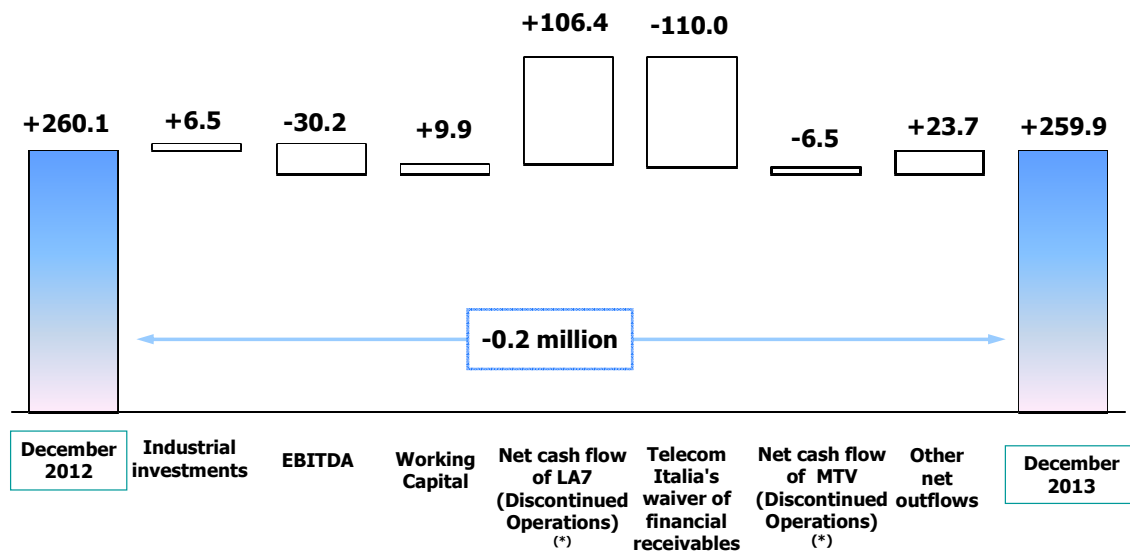 +106.4
-110.0
+260.1
+6.5
-30.2
+9.9
-6.5
+23.7
+259.9
-0.2 million
December
2012
Industrial
investments
EBITDA
Working
Capital
Net cash flow
of LA7
(Discontinued
Operations)
(*)
Telecom
Italia's
waiver of
financial
receivables
Net cash flow
of MTV
(Discontinued
Operations)
(*)
Other
net
outflows
December
2013